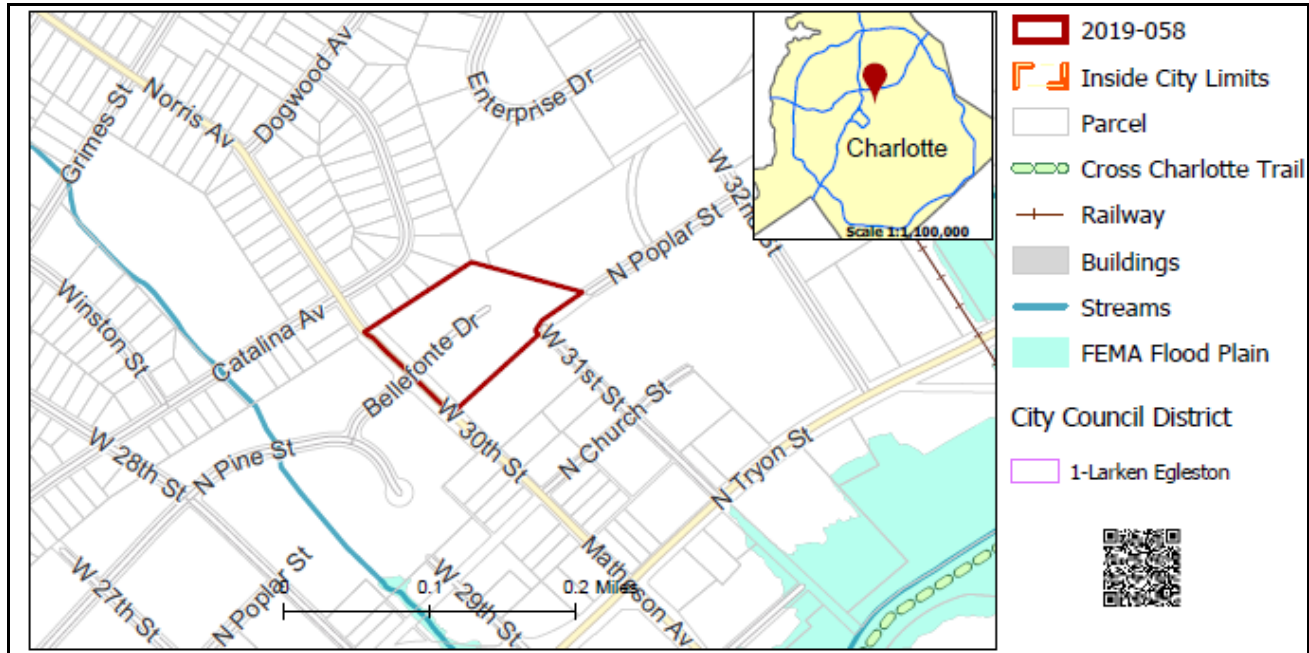 Norris Av
Dogwood Av
Enterprise Dr
Grimes St
W 32nd St
N Poplar St
Charlotte
Scale 1:1,100,000
Winston St
Catalina Av
Bellefonte Dr
W 31st St
W 30th St
N Church St
N Tryon St
W 28th St
N Pine St
Matheson Av
W 27th St
N Poplar St
W 29th St
0
0.1
0.2 Miles
2019-058
Inside City Limits
Parcel
Cross Charlotte Trail
Railway
Buildings
Streams
FEMA Flood Plain
City Council District
1-Larken Egleston